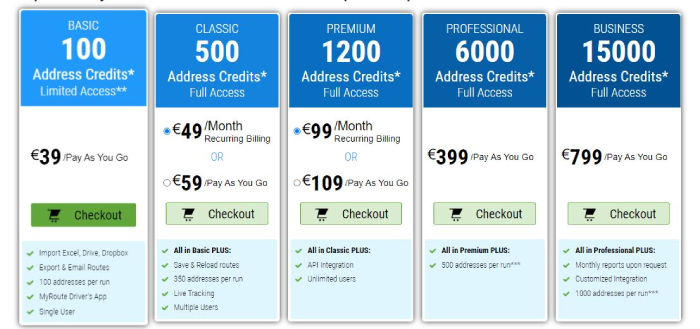 BASIC
100
Address Credits*
Limited Access**
€39 /Pay As You Go
Checkout
Import Excel, Drive, Dropbox
Export & Email Routes
100 addresses per run
MyRoute Driver's App
Single User
CLASSIC
500
Address Credits*
Full Access
€49 /Month
Recurring Billing
OR
€59 /Pay As You Go
Checkout
All in Basic PLUS:
Save & Reload routes
350 addresses per run
Live Tracking
Multiple Users
PREMIUM
1200
Address Credits*
Full Access
€99 /Month
Recurring Billing
OR
€109 /Pay As You Go
Checkout
All in Classic PLUS:
API Integration
Unlimited users
PROFESSIONAL
6000
Address Credits*
Full Access
€399 /Pay As You Go
Checkout
All in Premium PLUS:
500 addresses per run***
BUSINESS
15000
Address Credits*
Full Access
€799 /Pay As You Go
Checkout
All in Professional PLUS:
Monthly reports upon request
Customized Integration
1000 addresses per run***